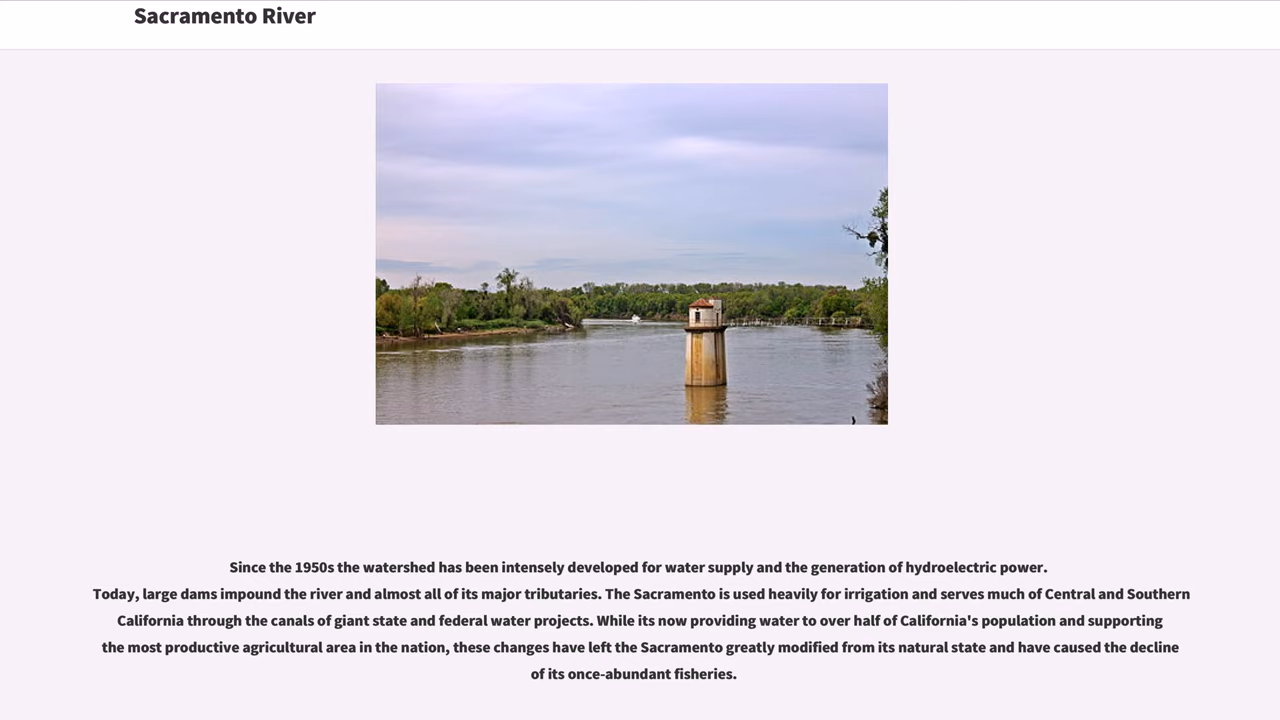 Sacramento River
Since the 1950s the watershed has been intensely developed for water supply and the generation of hydroelectric power.
Today, large dams impound the river and almost all of its major tributaries. The Sacramento is used heavily for irrigation and serves much of Central and Southern
California through the canals of giant state and federal water projects. While its now providing water to over half of California's population and supporting
the most productive agricultural area in the nation, these changes have left the Sacramento greatly modified from its natural state and have caused the decline
of its once-abundant fisheries.